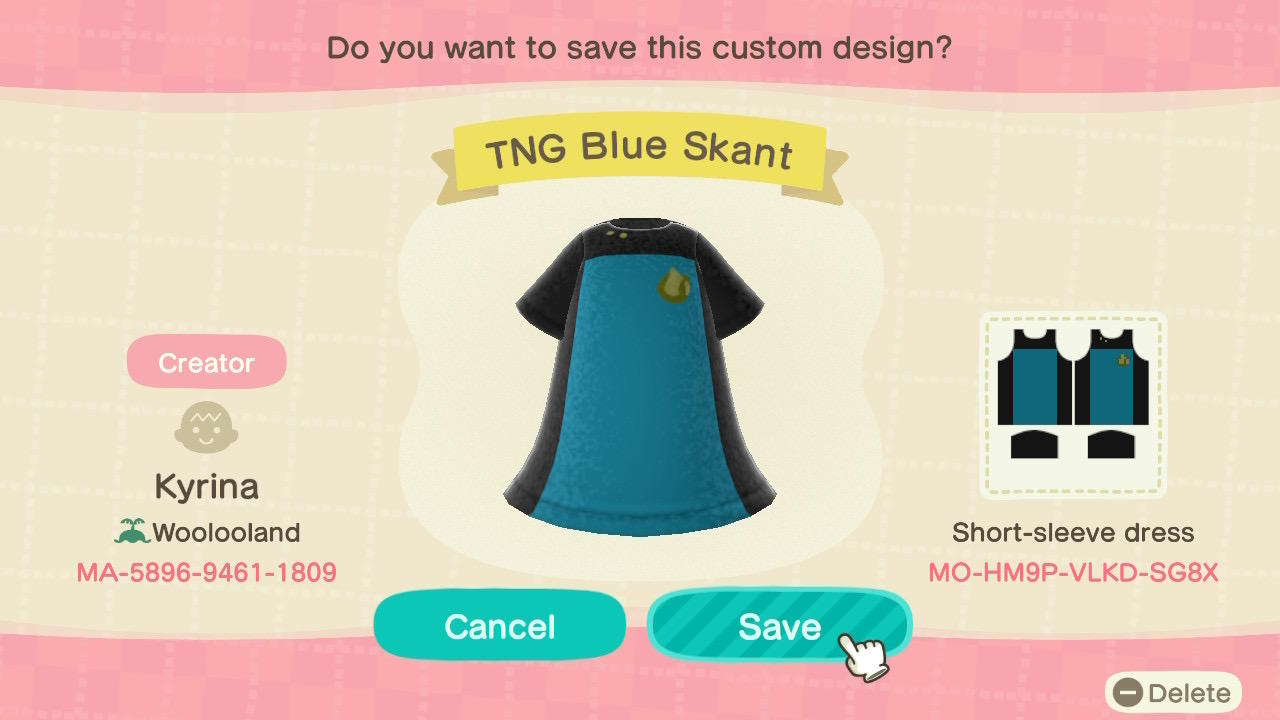 Do you want to save this custom design?
TNG Blue Skant
Creator
Kyrina
Woolooland
MA-5896-9461-1809
Short-sleeve dress
MO-HM9P-VLKD-SG8X
Cancel
Save
Delete